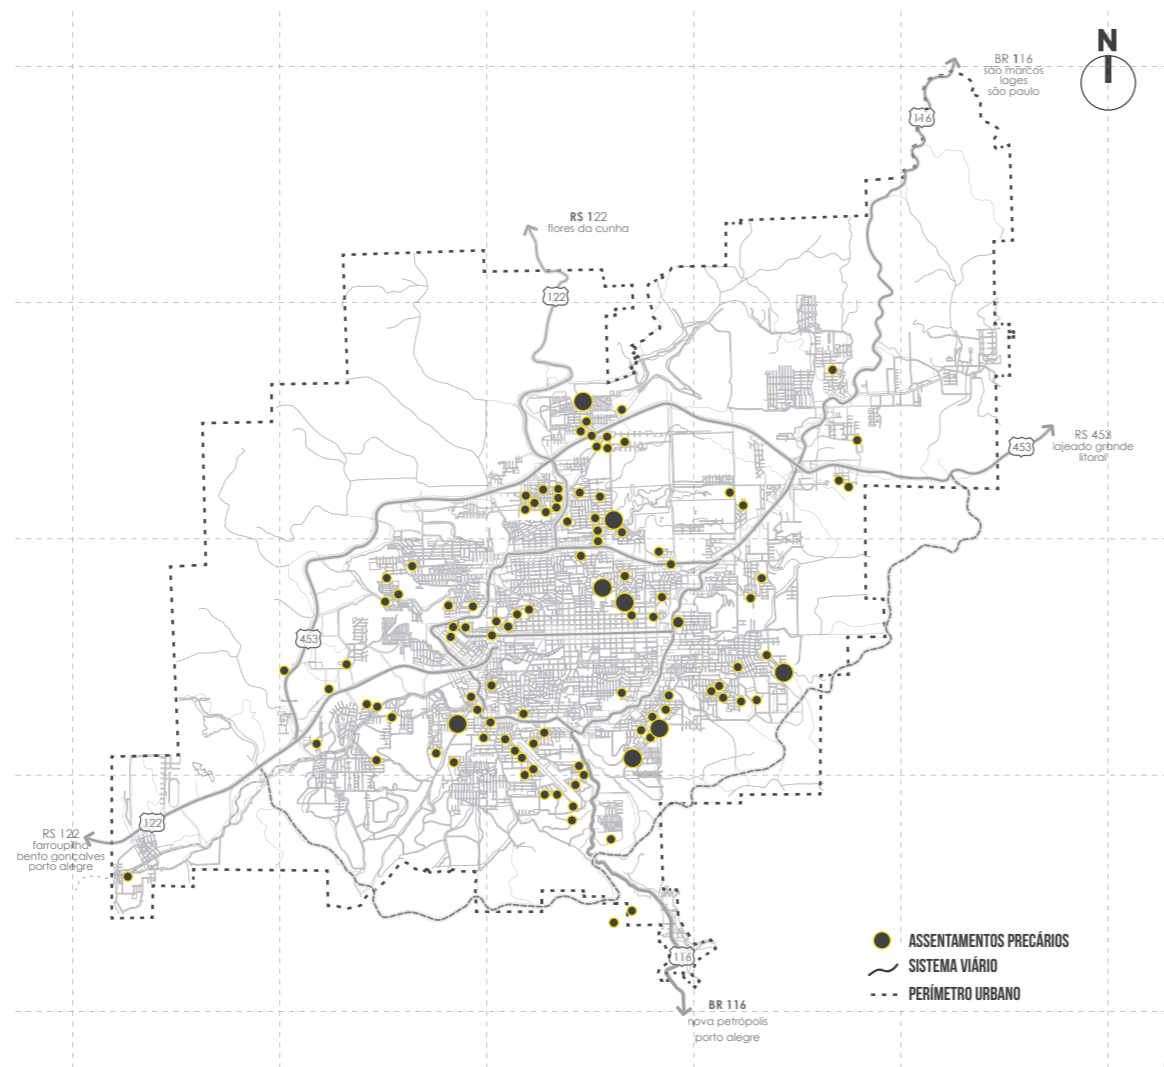 N
BR 116
são marcos
lages
são paulo
116
RS 122
flores da cunha
122
RS 453
lajeado grande
litoral
453
453
122
RS 122
farroupilha
bento gonçalves
porto alegre
116
BR 116
nova petrópolis
porto alegre
ASSENTAMENTOS PRECÁRIOS
SISTEMA VIÁRIO
PERÍMETRO URBANO